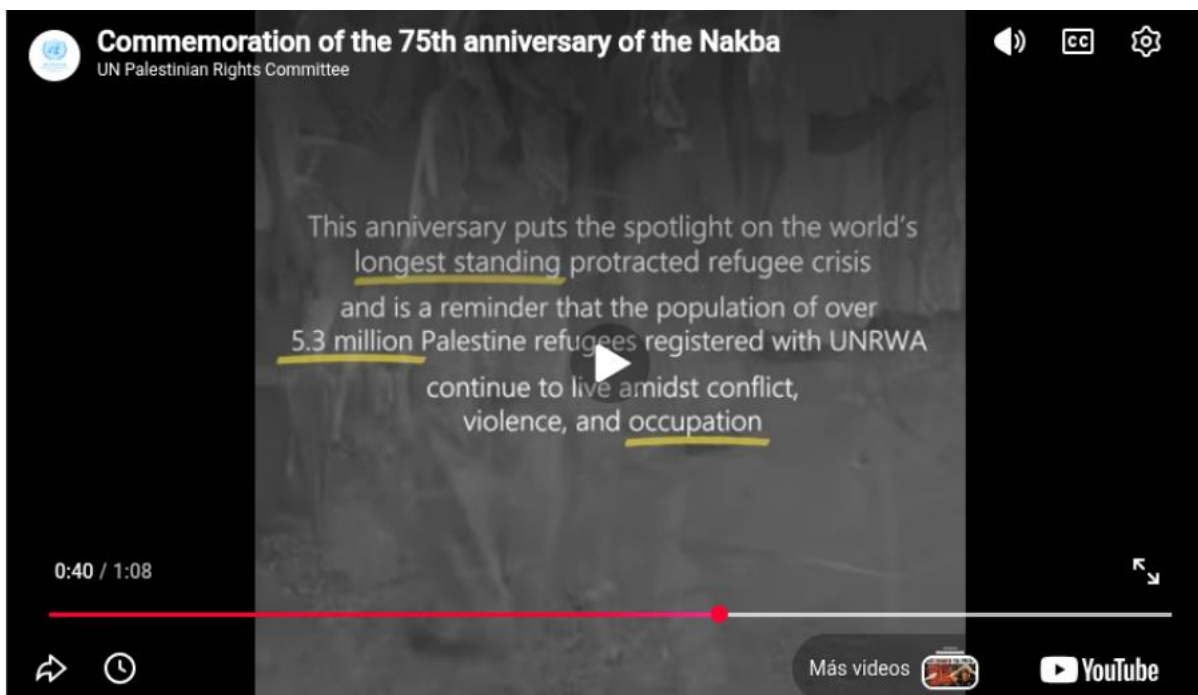 Commemoration of the 75th anniversary of the Nakba
UN Palestinian Rights Committee
CC
This anniversary puts the spotlight on the world's
longest standing protracted refugee crisis
and is a reminder that the population of over
5.3 million Palestine refugees registered with UNRWA
continue to live amidst conflict,
violence, and occupation
0:40 / 1:08
Más videos
YouTube